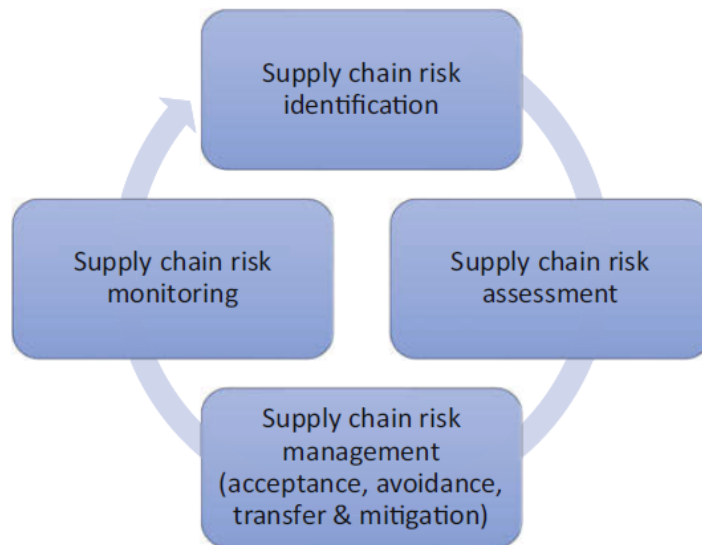 Supply chain risk
identification
Supply chain risk
assessment
Supply chain risk
management
(acceptance, avoidance,
transfer & mitigation)
Supply chain risk
monitoring